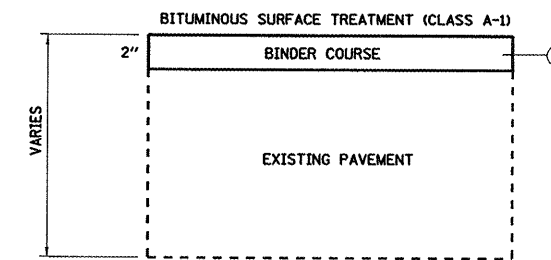 BITUMINOUS SURFACE TREATMENT (CLASS A-1)
2"
BINDER COURSE
VARIES
EXISTING PAVEMENT